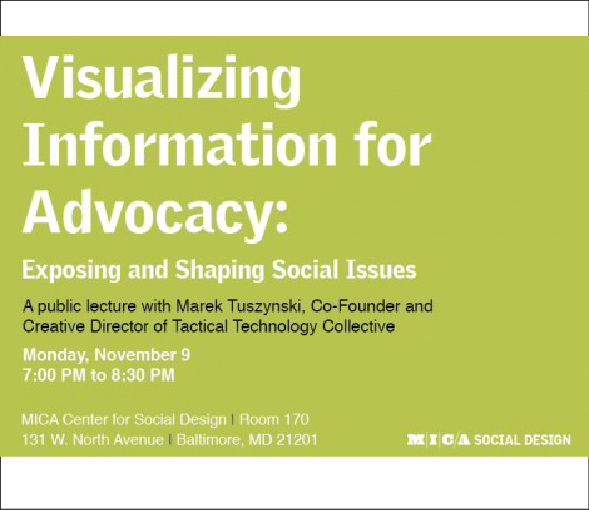 Visualizing
Information for
Advocacy:
Exposing and Shaping Social Issues
A public lecture with Marek Tuszynski, Co-Founder and
Creative Director of Tactical Technology Collective
Monday, November 9
7:00 PM to 8:30 PM
MICA Center for Social Design | Room 170
131 W. North Avenue | Baltimore, MD 21201
M|I|C|A SOCIAL DESIGN